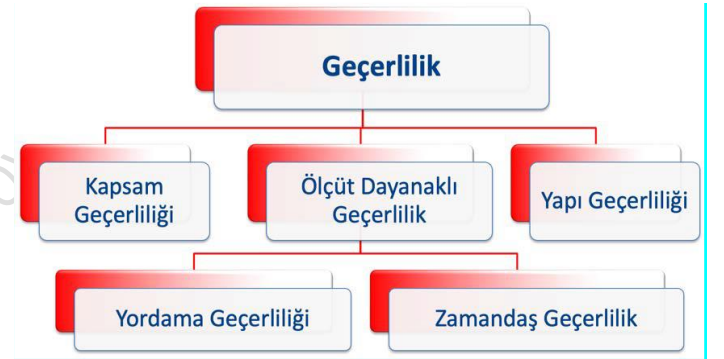 Geçerlilik
Kapsam
Geçerliliği
Ölçüt Dayanaklı
Geçerlilik
Yapı Geçerliliği
Yordama Geçerliliği
Zamandaş Geçerlilik